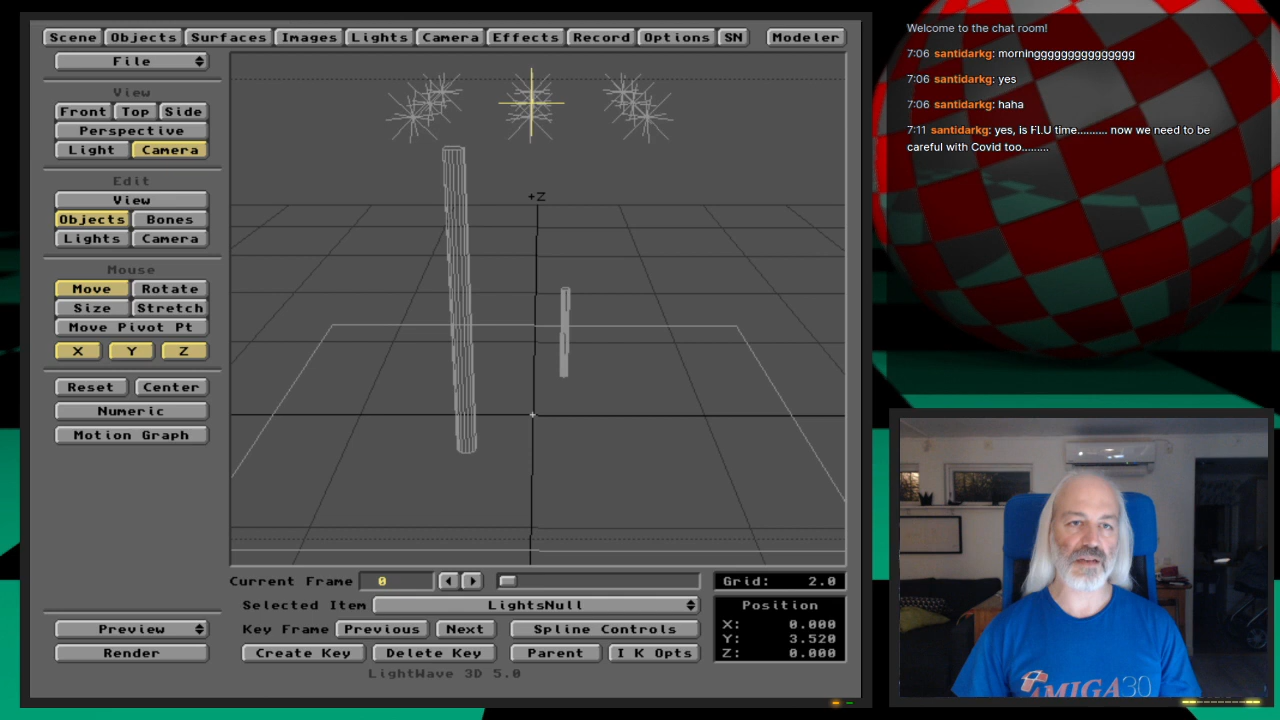 Scene Objects Surfaces Images Lights Camera Effects Record Options SN Modeler
File
View
Front Top Side
Perspective
Light Camera
Edit
View
Objects Bones
Lights Camera
Mouse
Move Rotate
Size Stretch
Move Pivot Pt
X Y Z
Reset Center
Numeric
Motion Graph
Preview
Render
+Z
Current Frame 0
Selected Item LightsNull
Key Frame Previous Next Spline Controls
Create Key Delete Key Parent I K Opts
LightWave 3D 5.0
Grid: 2.0
Position
X: 0.000
Y: 3.520
Z: 0.000
Welcome to the chat room!
7:06 santidarkg: morningggggggggggggggg
7:06 santidarkg: yes
7:06 santidarkg: haha
7:11 santidarkg: yes, is FLU time.......... now we need to be
careful with Covid too.........
AMIGA30